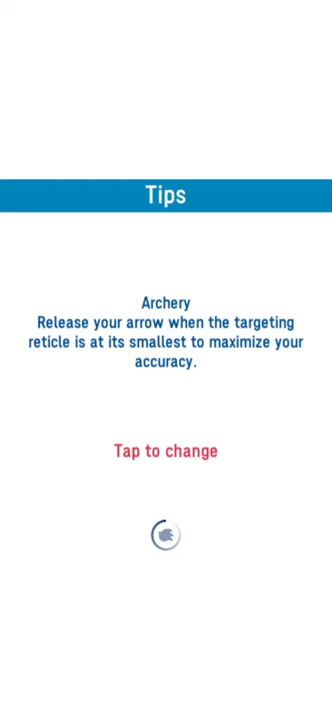 Tips
Archery
Release your arrow when the targeting
reticle is at its smallest to maximize your
accuracy.
Tap to change